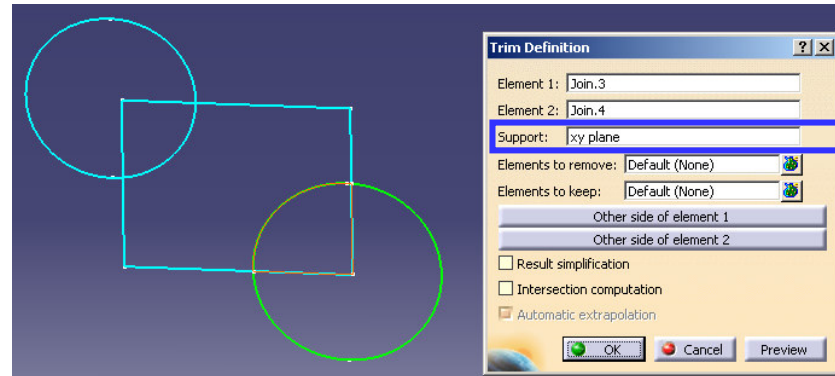 Trim Definition
? X
Element 1: Join.3
Element 2: Join.4
Support: xy plane
Elements to remove: Default (None)
Elements to keep: Default (None)
Other side of element 1
Other side of element 2
Result simplification
Intersection computation
Automatic extrapolation
OK Cancel Preview